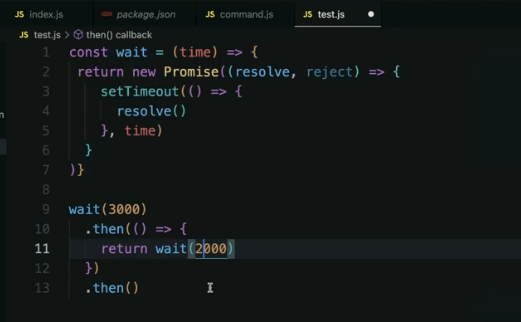 JS index.js
package.json
JS command.js
JS test.js
JS test.js > then() callback
1 const wait = (time) => {
2 return new Promise((resolve, reject) => {
3 setTimeout(() => {
4 resolve()
5 }, time)
6 }
7 )}
8
9 wait(3000)
10 .then(() => {
11 return wait(2000)
12 })
13 .then()